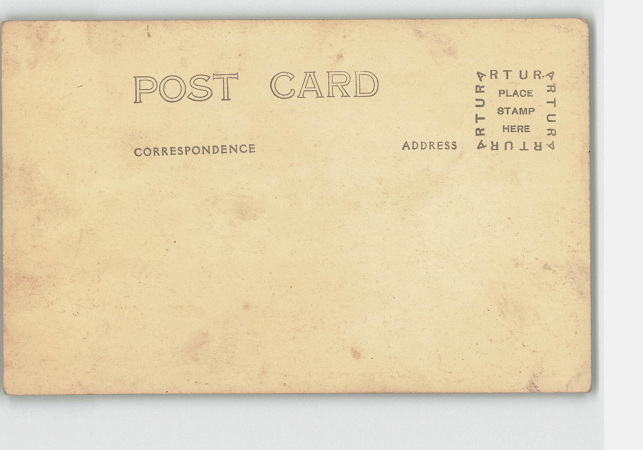 POST CARD
CORRESPONDENCE
ADDRESS
ARTURA
PLACE
STAMP
HERE
ARTURA
ARTURA
ARTURA